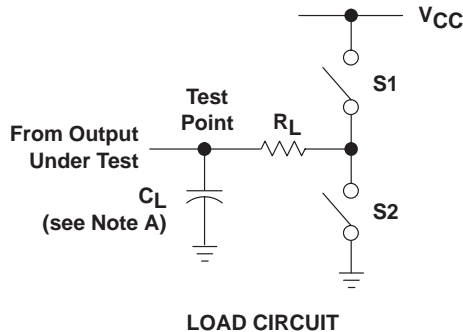 VCC
S1
Test
Point
RL
From Output
Under Test
CL
(see Note A)
S2
LOAD CIRCUIT